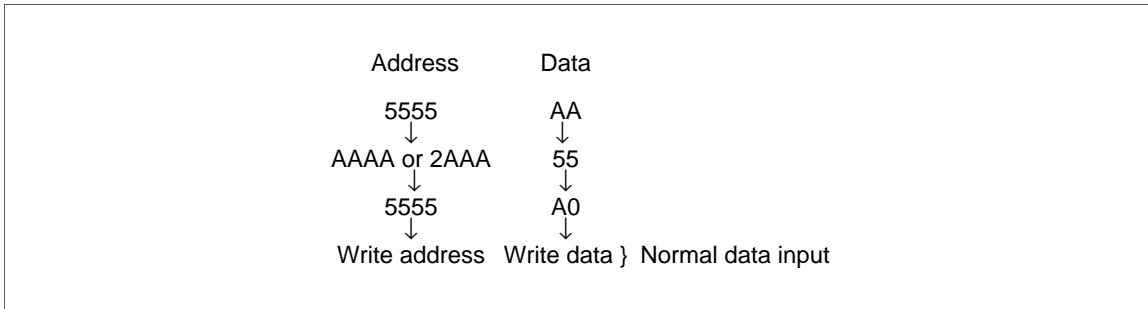 Address Data
5555 AA
↓ ↓
AAAA or 2AAA 55
↓ ↓
5555 A0
↓ ↓
Write address Write data } Normal data input